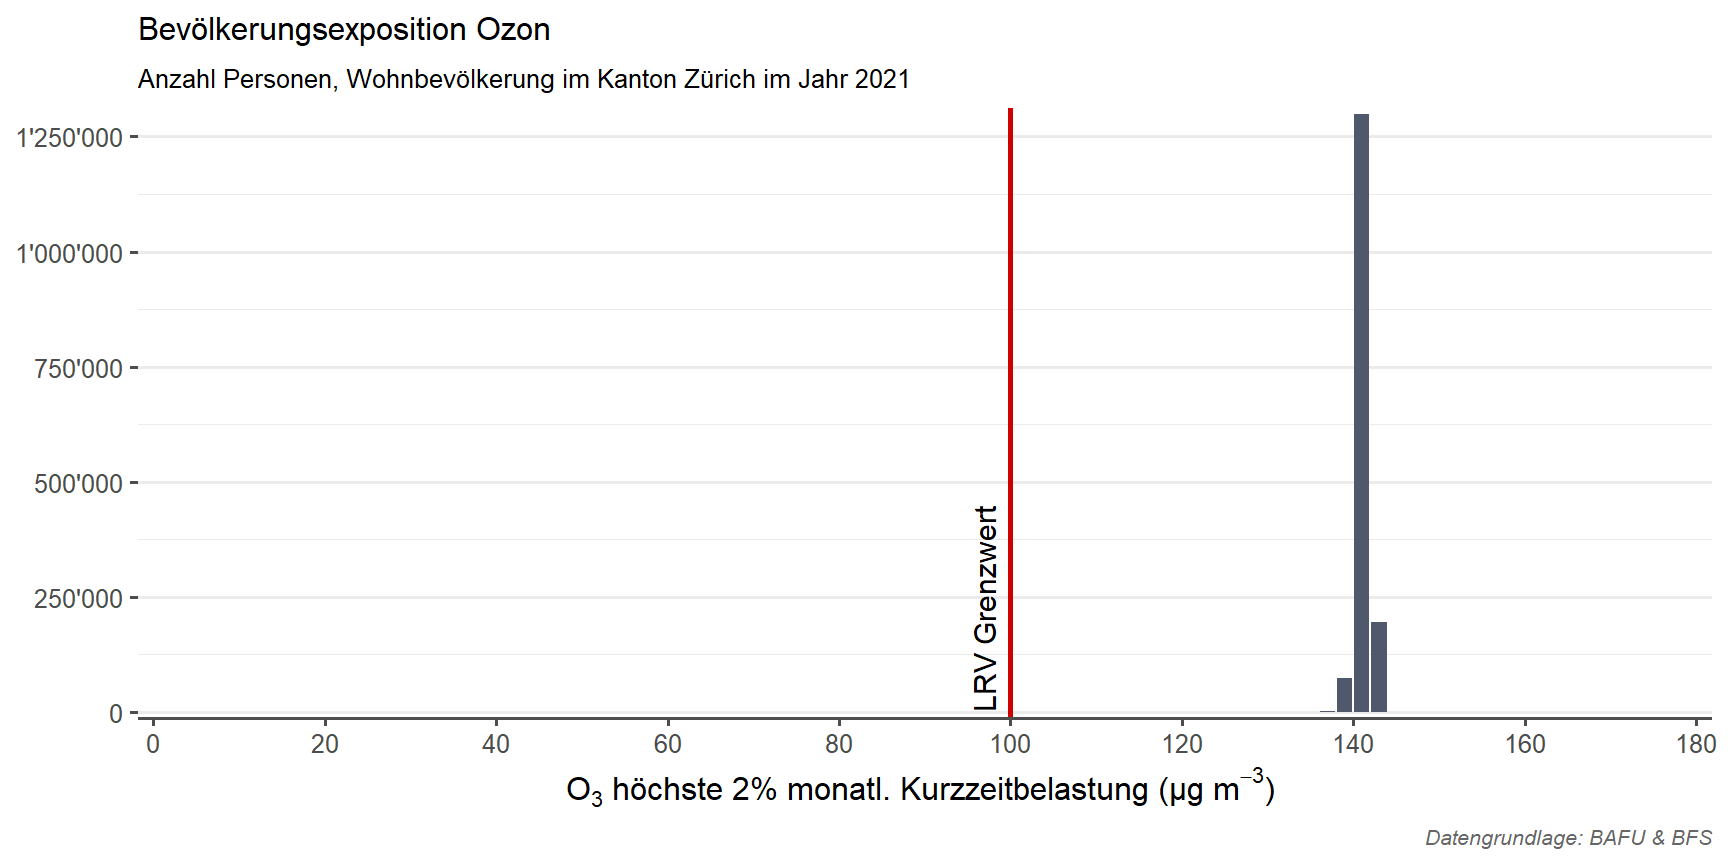 Bevölkerungsexposition Ozon
Anzahl Personen, Wohnbevölkerung im Kanton Zürich im Jahr 2021
1'250'000
1'000'000
750'000
500'000
250'000
0
LRV Grenzwert
0 20 40 60 80 100 120 140 160 180
O₃ höchste 2% monatl. Kurzzeitbelastung (µg m⁻³)
Datengrundlage: BAFU & BFS